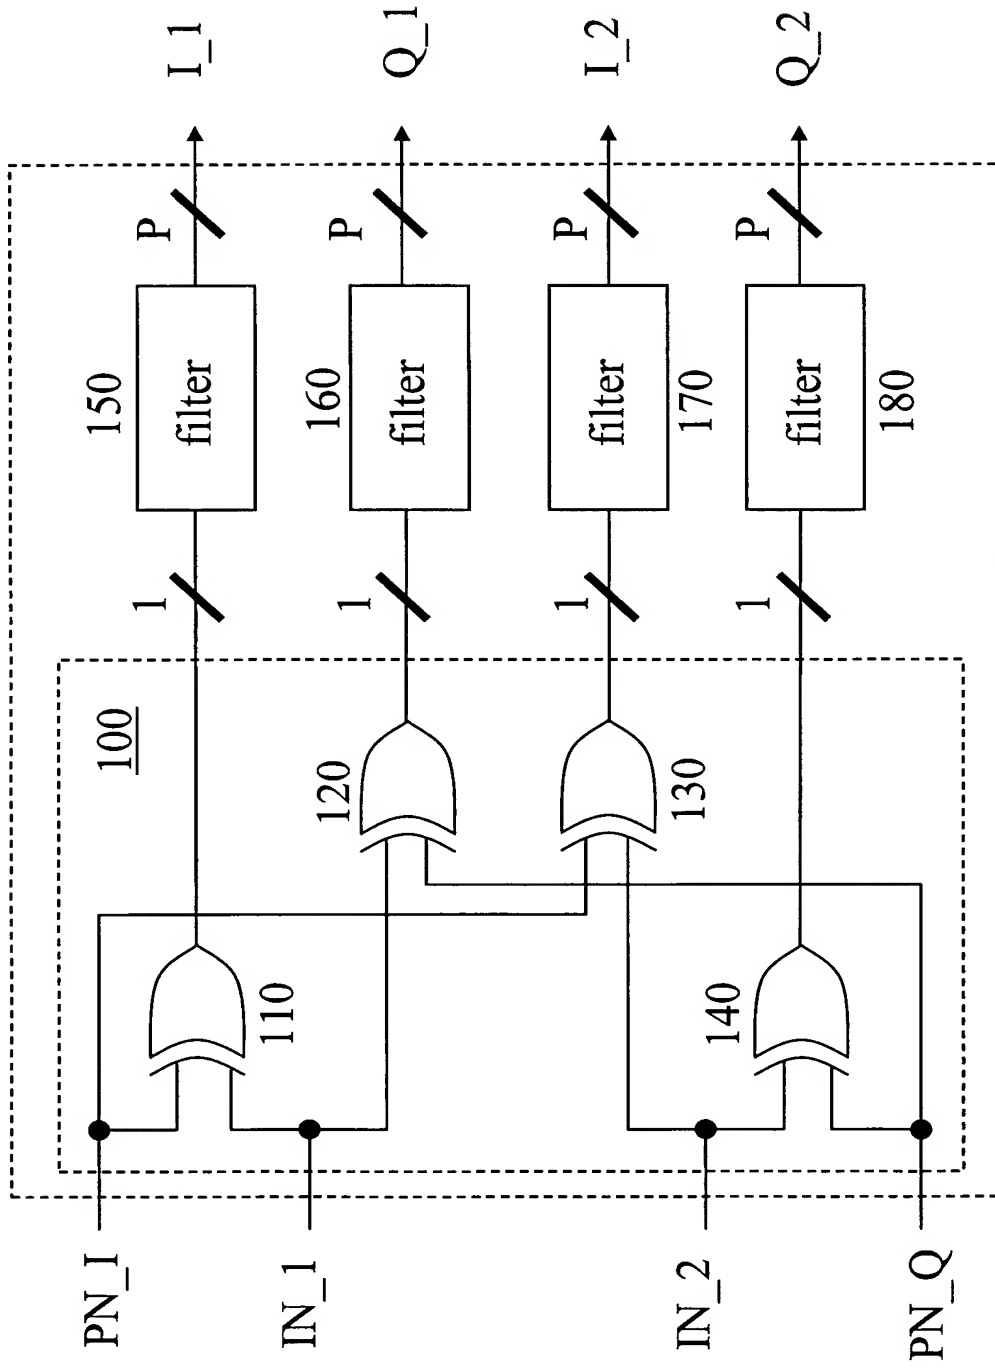 I_1
Q_1
I_2
Q_2
P
P
P
P
150
filter
160
filter
filter
170
filter
180
1
1
1
1
100
120
130
110
140
PN_I
IN_1
IN_2
PN_Q